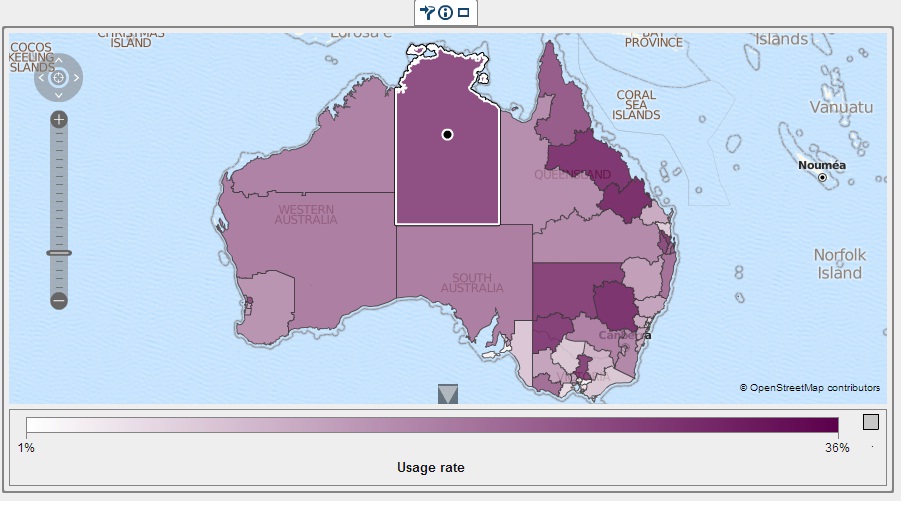 CHRISTMAS
ISLAND
COCOS
KEELING
ISLANDS
BAY
PROVINCE
Islands
CORAL
SEA
ISLANDS
Vanuatu
Nouméa
QUEENSLAND
WESTERN
AUSTRALIA
SOUTH
AUSTRALIA
Norfolk
Island
Canberra
© OpenStreetMap contributors
1%
36%
Usage rate